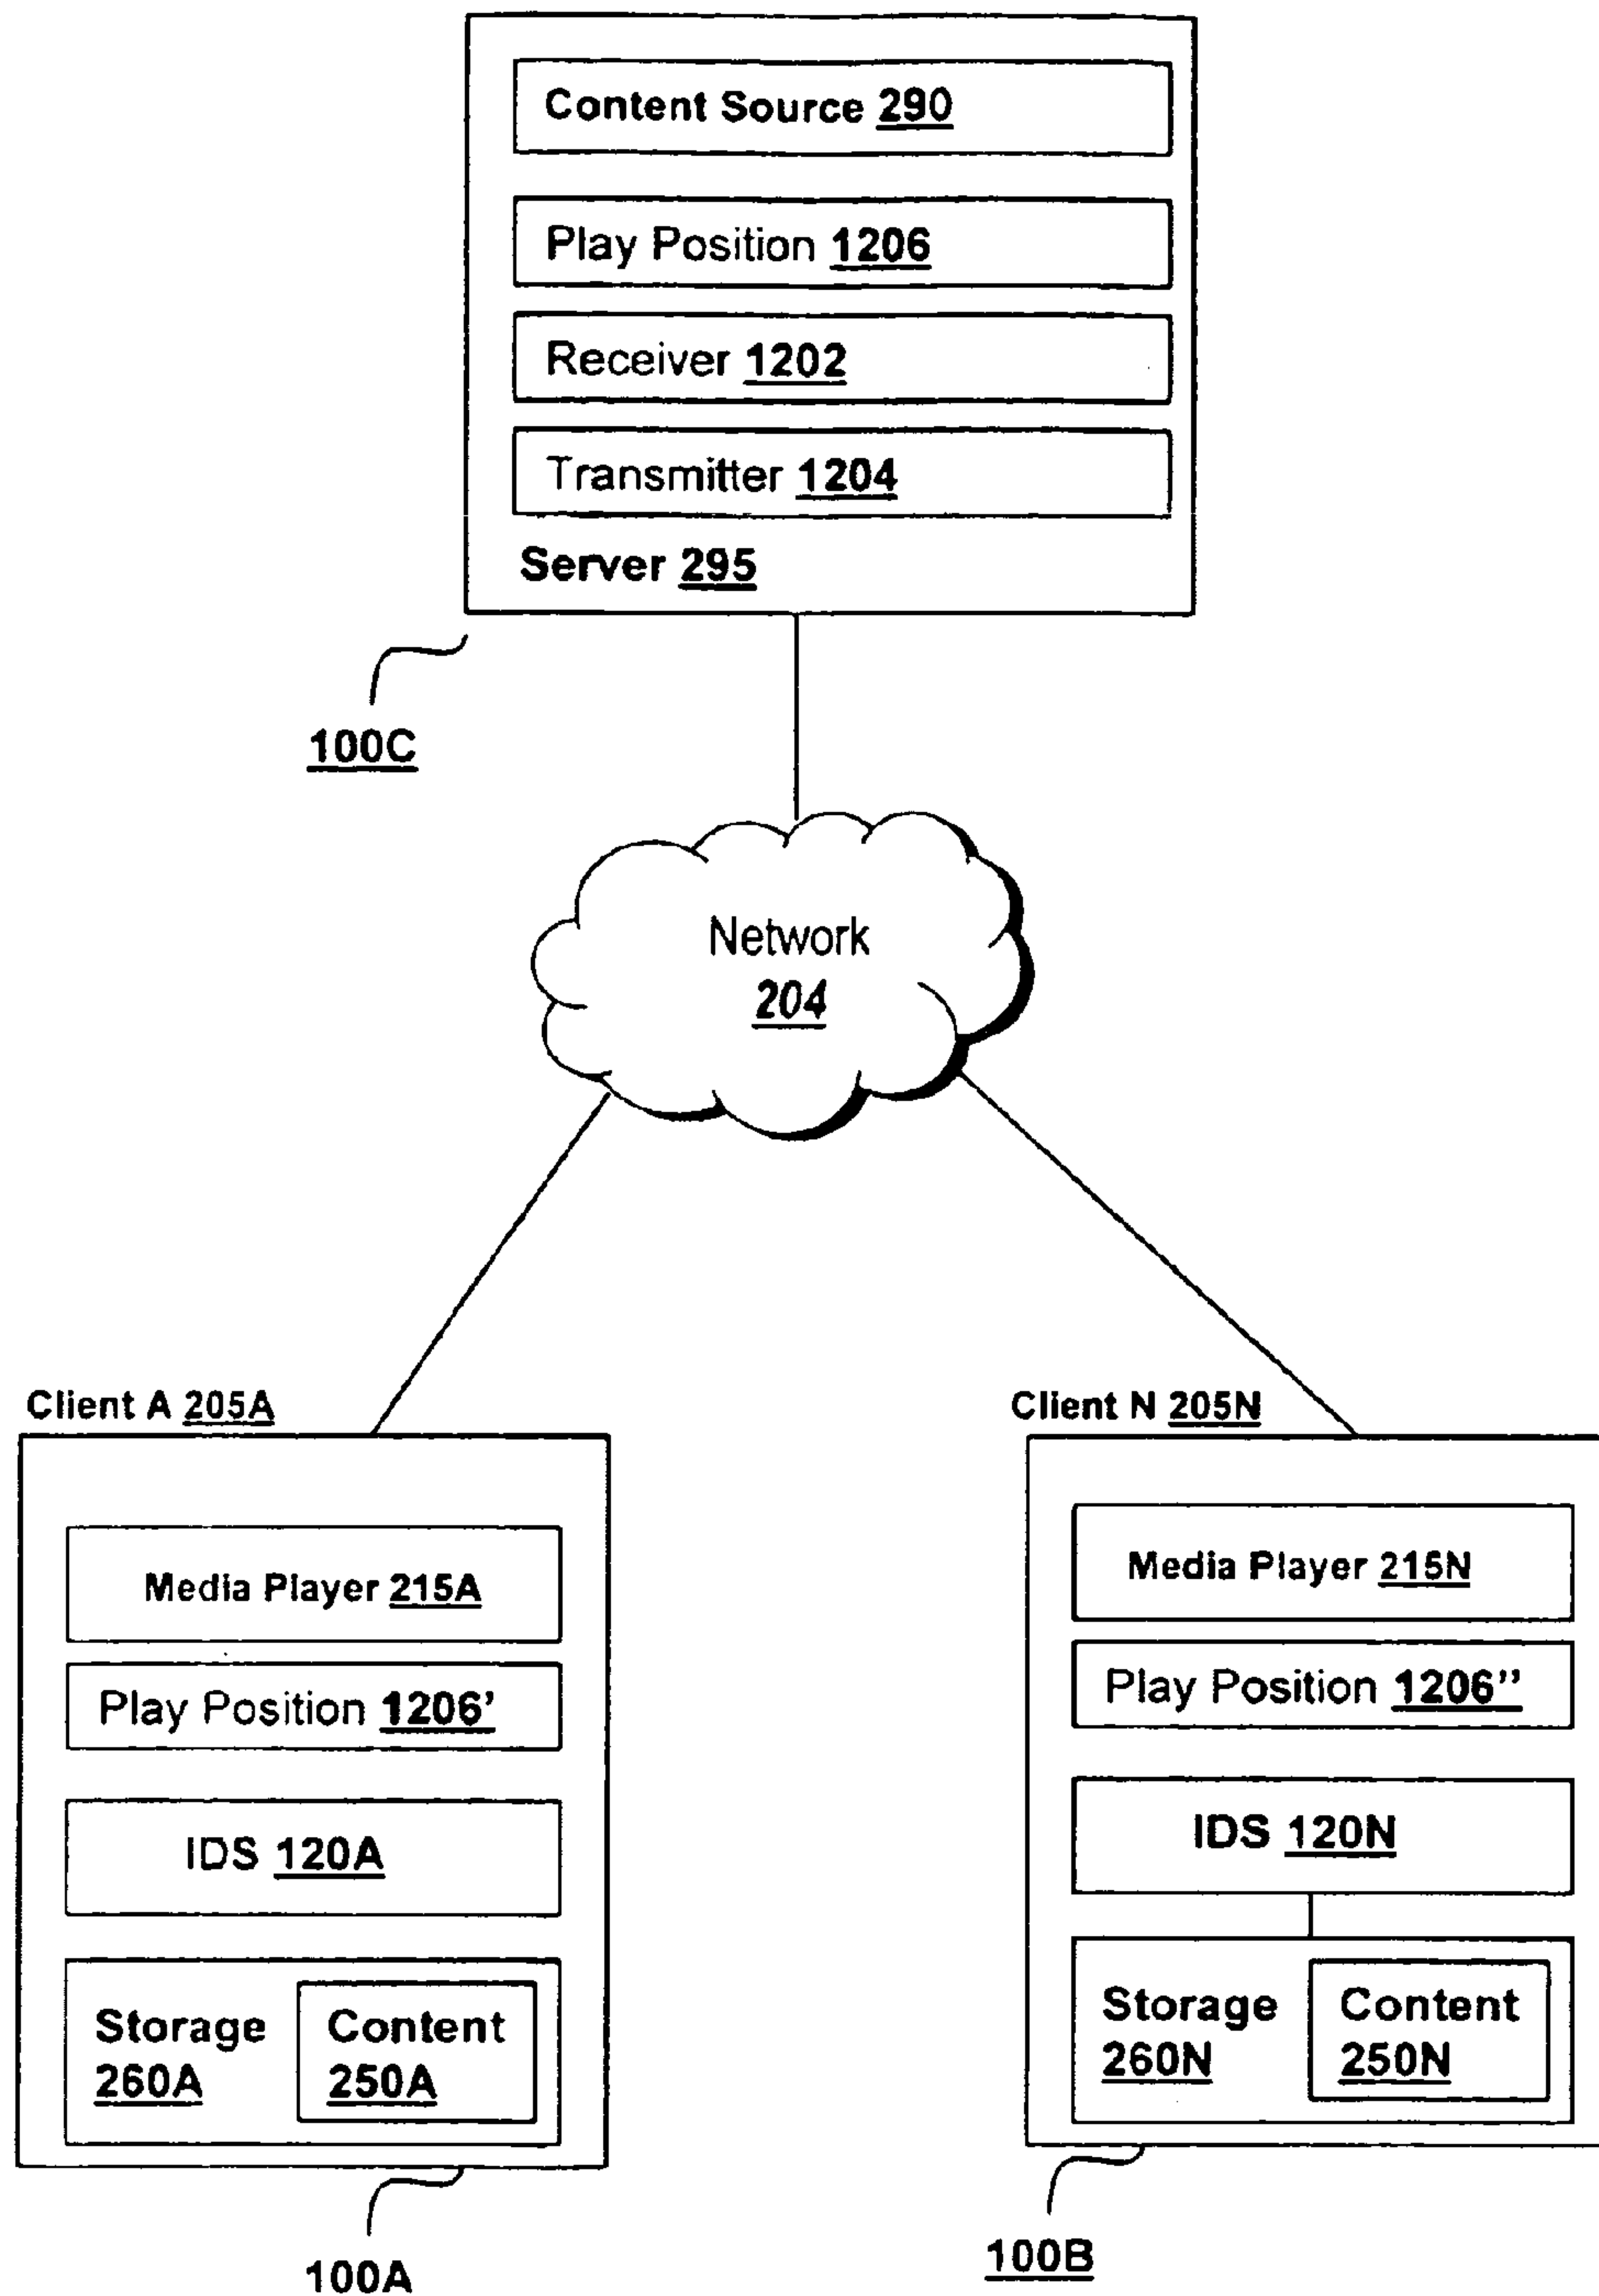 Content Source 290
Play Position 1206
Receiver 1202
Transmitter 1204
Server 295
100C
Network
204
Client A 205A
Media Player 215A
Play Position 1206'
IDS 120A
Storage
260A
Content
250A
100A
Client N 205N
Media Player 215N
Play Position 1206''
IDS 120N
Storage
260N
Content
250N
100B